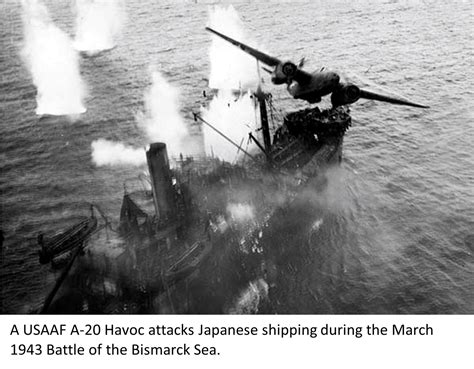 A USAAF A-20 Havoc attacks Japanese shipping during the March
1943 Battle of the Bismarck Sea.